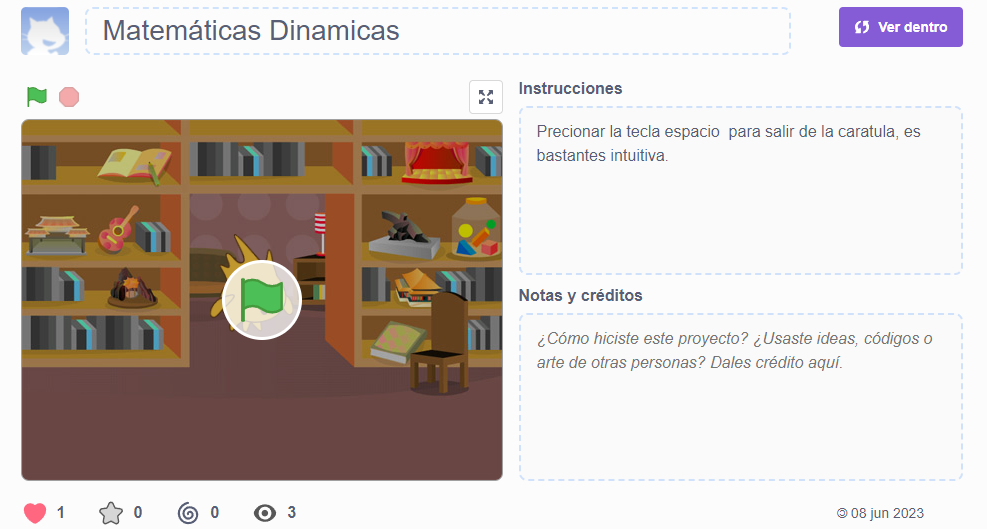 Matemáticas Dinamicas
Ver dentro
Instrucciones
Precionar la tecla espacio  para salir de la caratula, es
bastantes intuitiva.
Notas y créditos
¿Cómo hiciste este proyecto? ¿Usaste ideas, códigos o
arte de otras personas? Dales crédito aquí.
1
0
0
3
© 08 jun 2023